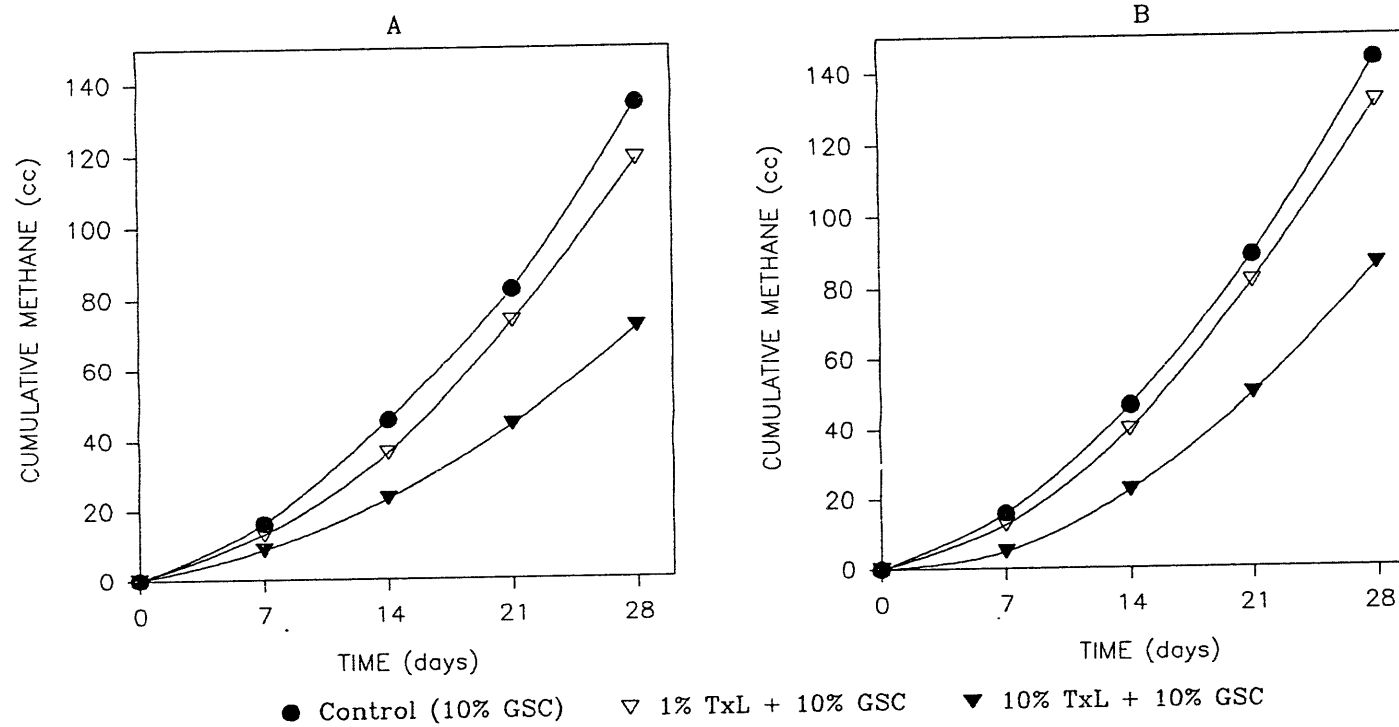 A
CUMULATIVE METHANE (cc)
140
120
100
80
60
40
20
0
0 7 14 21 28
TIME (days)
B
CUMULATIVE METHANE (cc)
140
120
100
80
60
40
20
0
0 7 14 21 28
TIME (days)
Control (10% GSC) 1% TxL + 10% GSC 10% TxL + 10% GSC